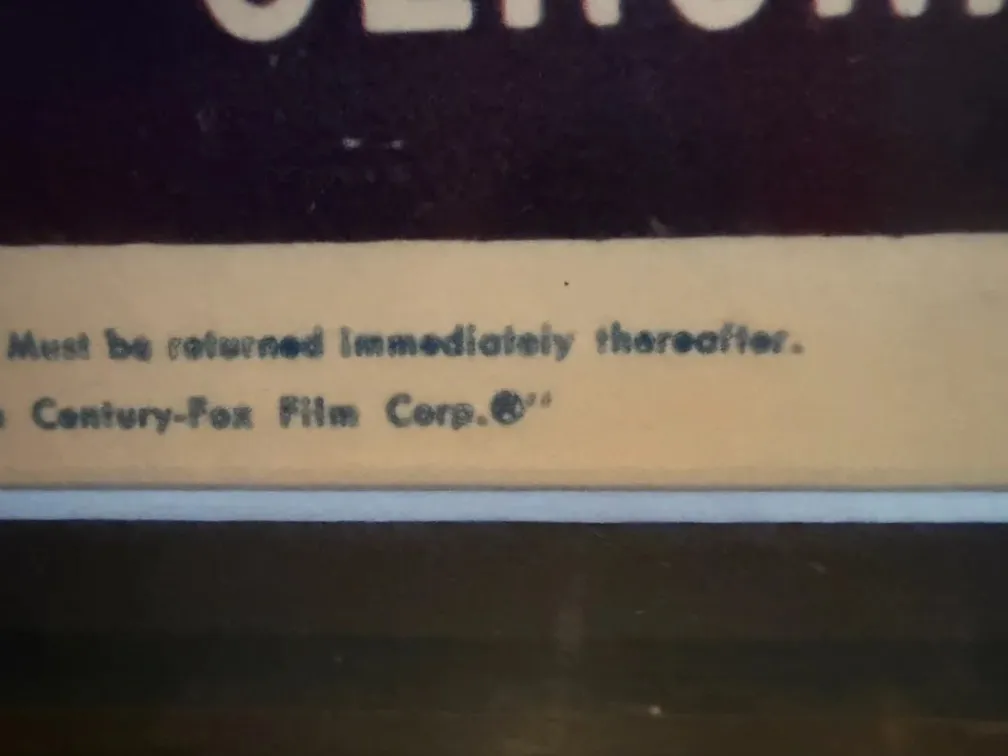 Must be returned immediately thereafter.
Century-Fox Film Corp.®"